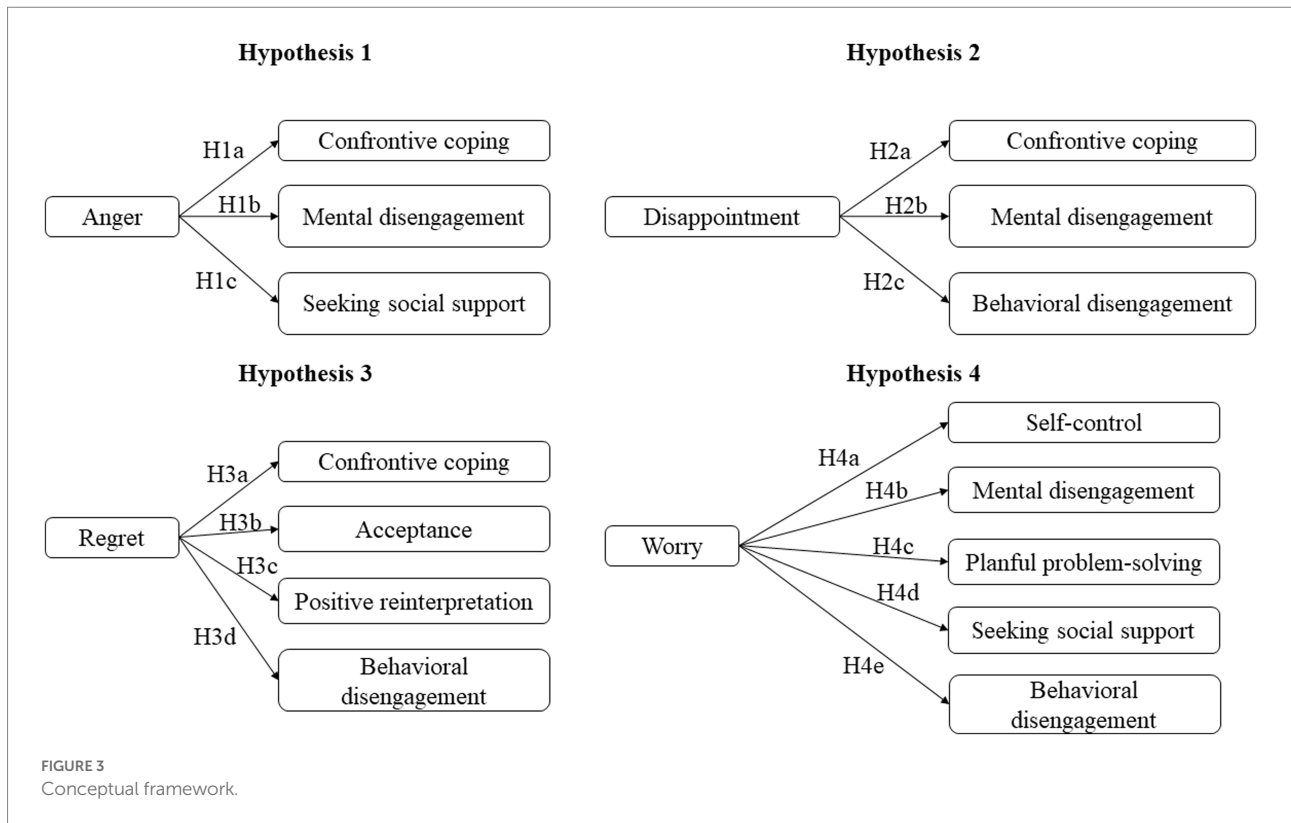 Hypothesis 1
H1a
Confrontive coping
Anger
H1b
Mental disengagement
H1c
Seeking social support
Hypothesis 2
H2a
Confrontive coping
Disappointment
H2b
Mental disengagement
H2c
Behavioral disengagement
Hypothesis 3
H3a
Confrontive coping
Regret
H3b
Acceptance
H3c
Positive reinterpretation
H3d
Behavioral
disengagement
Hypothesis 4
Self-control
H4a
H4b
Mental disengagement
Worry
H4c
Planful problem-solving
H4d
Seeking social support
H4e
Behavioral
disengagement
FIGURE 3
Conceptual framework.